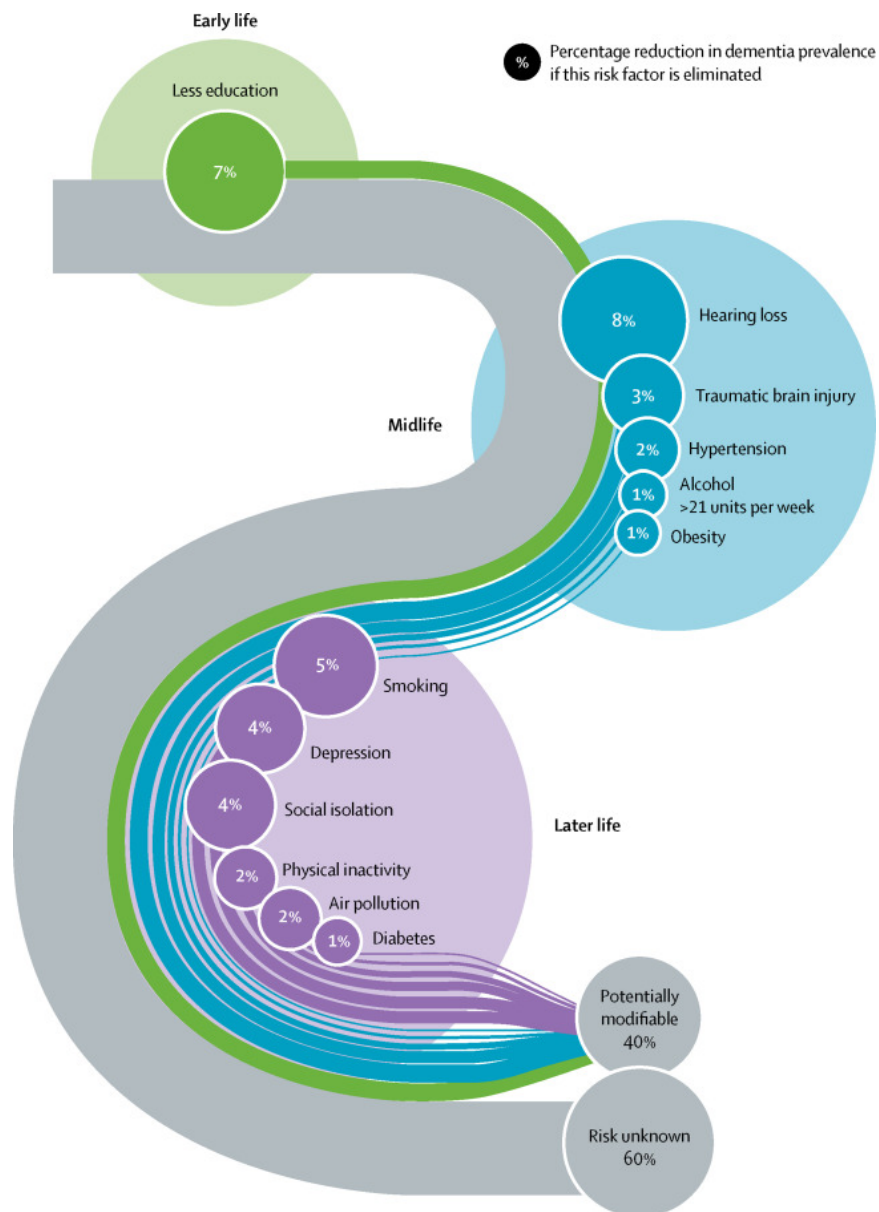 Early life
% Percentage reduction in dementia prevalence
if this risk factor is eliminated
Less education
7%
8%
Hearing loss
3%
Traumatic brain injury
Midlife
2%
Hypertension
1%
Alcohol
>21 units per week
1%
Obesity
5%
Smoking
4%
Depression
4%
Social isolation
Later life
2%
Physical inactivity
2%
Air pollution
1%
Diabetes
Potentially
modifiable
40%
Risk unknown
60%